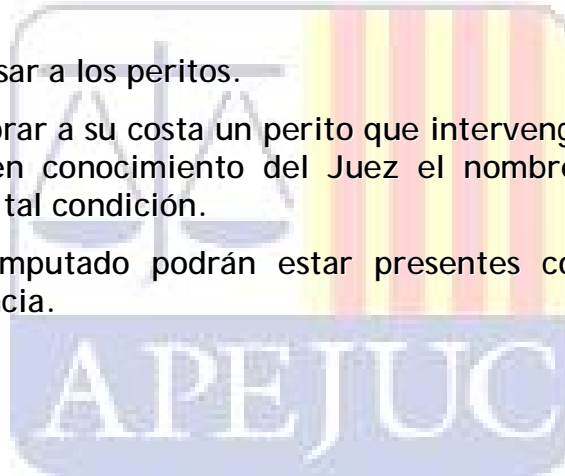 sar a los peritos.
brar a su costa un perito que interveng
en conocimiento del Juez el nombre
tal condición.
mputado podrán estar presentes co
cia.
APEJUC